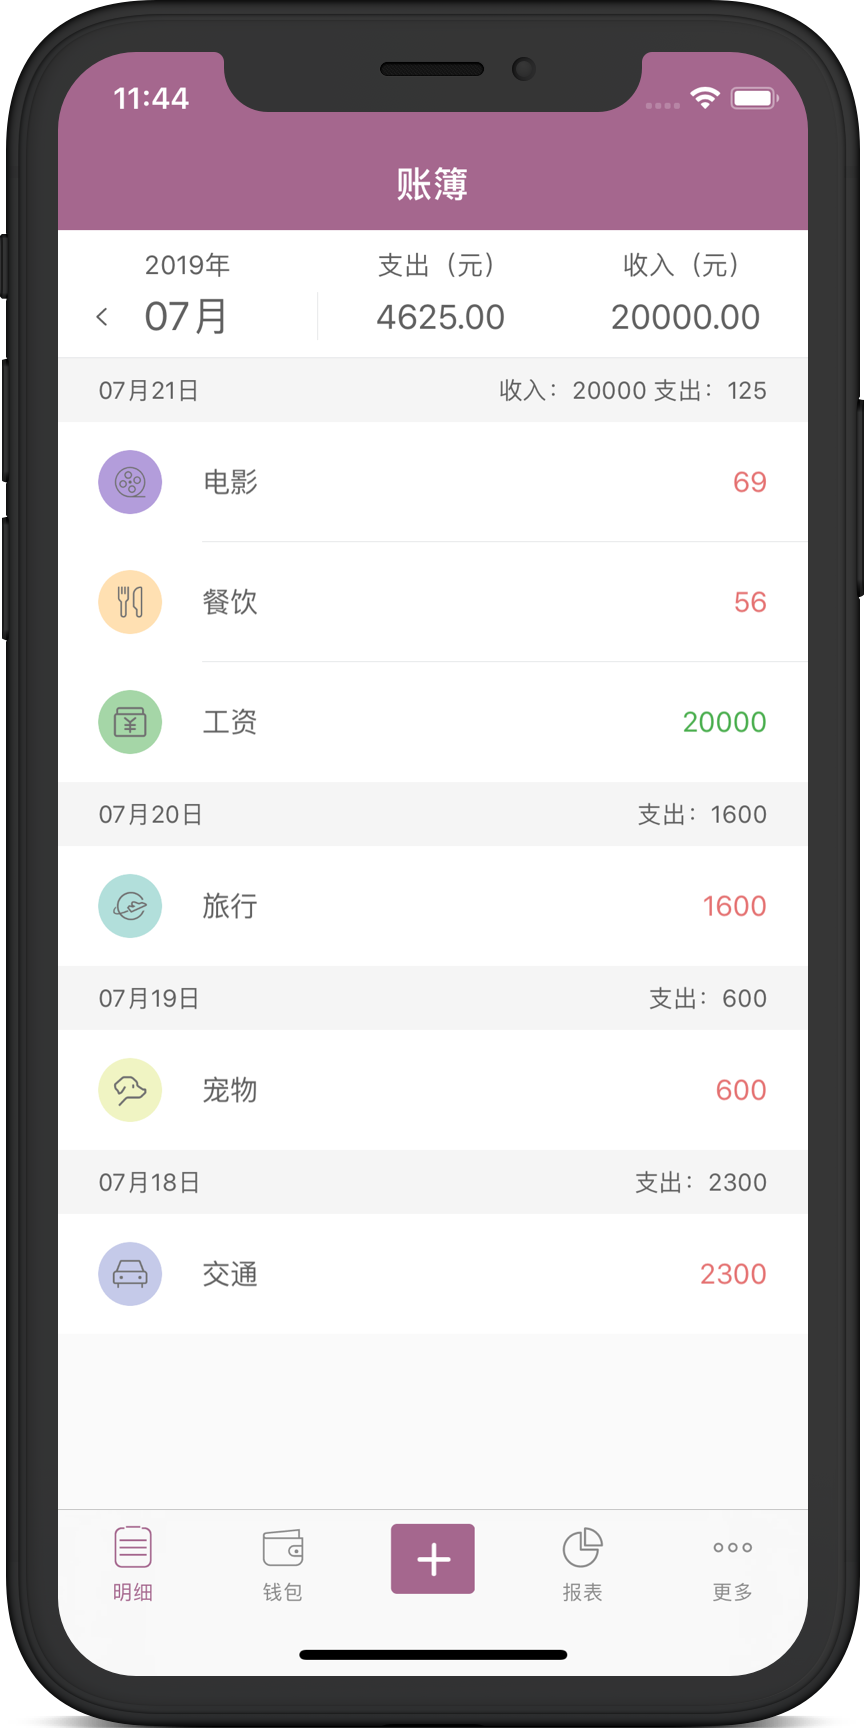 11:44
账簿
2019年 支出（元） 收入（元）
07月 4625.00 20000.00
07月21日 收入：20000 支出：125
电影 69
餐饮 56
¥
工资 20000
07月20日 支出：1600
旅行 1600
07月19日 支出：600
宠物 600
07月18日 支出：2300
交通 2300
明细 钱包 报表 更多